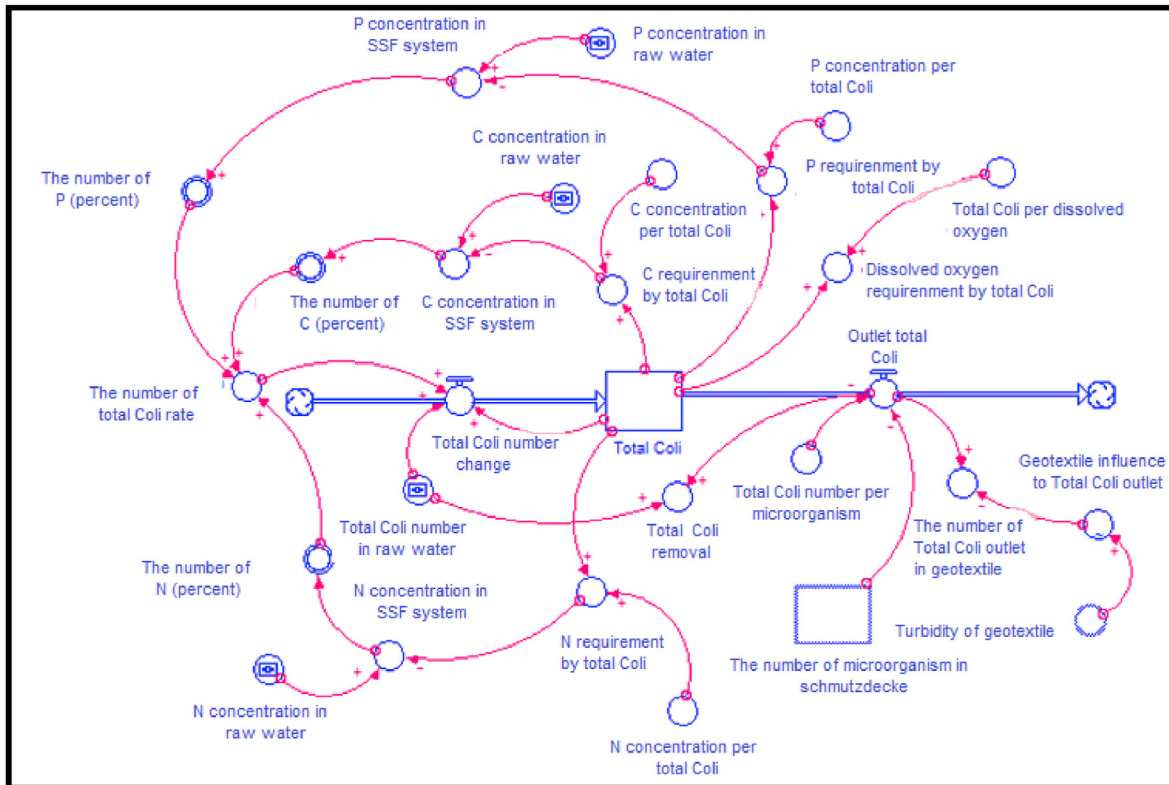 P concentration in
SSF system
P concentration in
raw water
P concentration per
total Coli
C concentration in
raw water
The number of
P (percent)
C concentration
per total Coli
P requirenment by
total Coli
Total Coli per dissolved
oxygen
Dissolved oxygen
requirenment by total Coli
C requirenment
by total Coli
The number of
C (percent)
C concentration in
SSF system
Outlet total
Coli
The number of
total Coli rate
Total Coli number
change
Total Coli
Total Coli number
in raw water
Total Coli
removal
Total Coli number per
microorganism
Geotextile influence
to Total Coli outlet
The number of
Total Coli outlet
in geotextile
The number of
N (percent)
N concentration in
SSF system
N requirement
by total Coli
Turbidity of geotextile
The number of microorganism in
schmutzdecke
N concentration in
raw water
N concentration per
total Coli